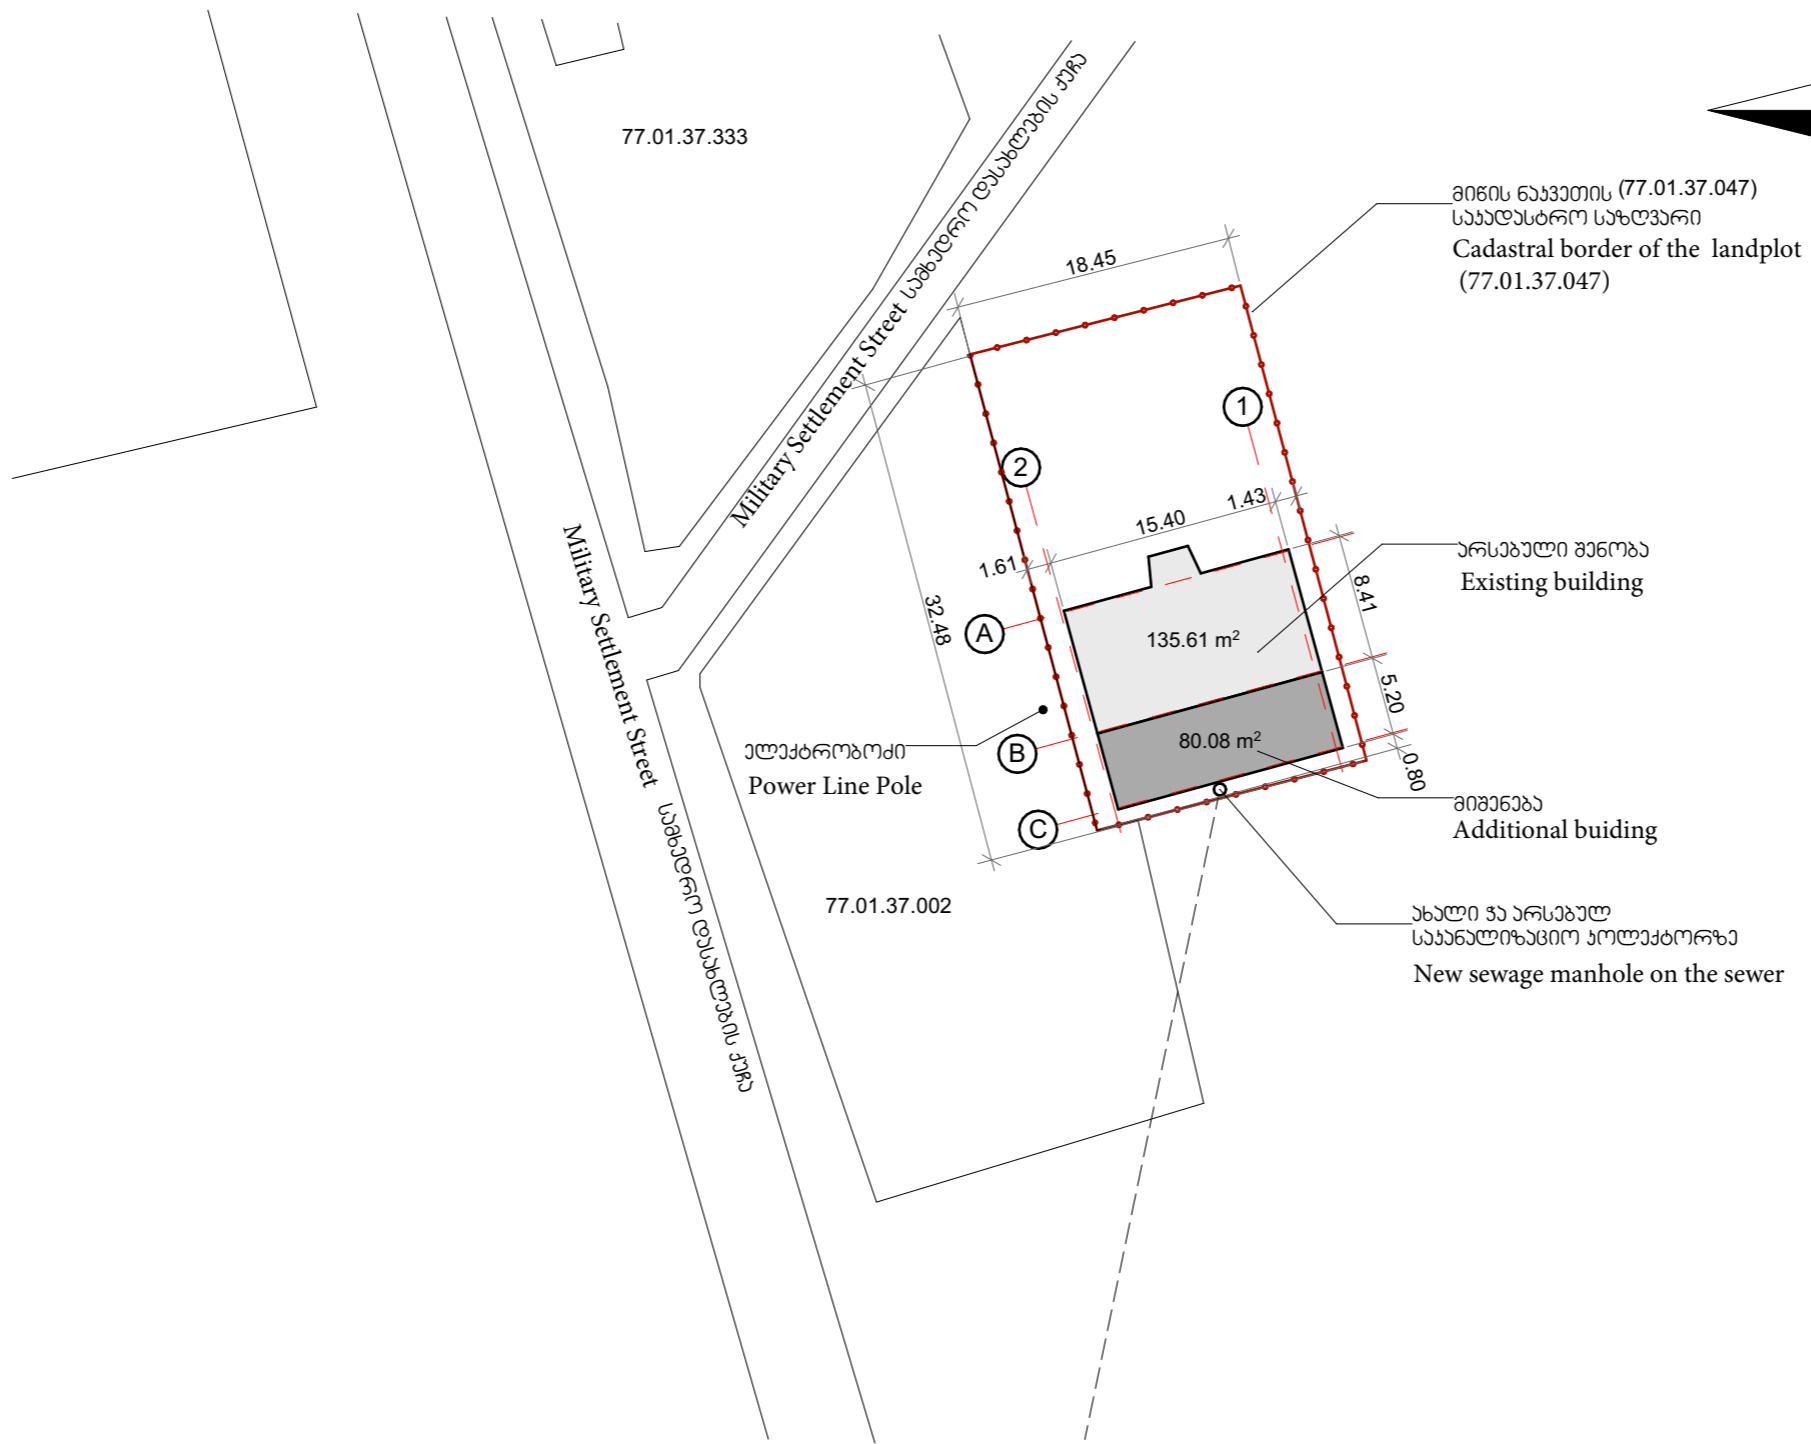 77.01.37.333
Military Settlement Street სამხედრო დასახლების ქუჩა
მიწის ნაკვეთის (77.01.37.047)
საკადასტრო საზღვარი
Cadastral border of the landplot
(77.01.37.047)
18.45
1
2
1.43
15.40
1.61
არსებული შენობა
Existing building
8.41
32.48
A
135.61 m²
Military Settlement Street სამხედრო დასახლების ქუჩა
5.20
ელექტრობოძი
Power Line Pole
B
80.08 m²
0.80
მიშენება
Additional buiding
C
77.01.37.002
ახალი ჭა არსებულ
საკანალიზაციო კოლექტორზე
New sewage manhole on the sewer